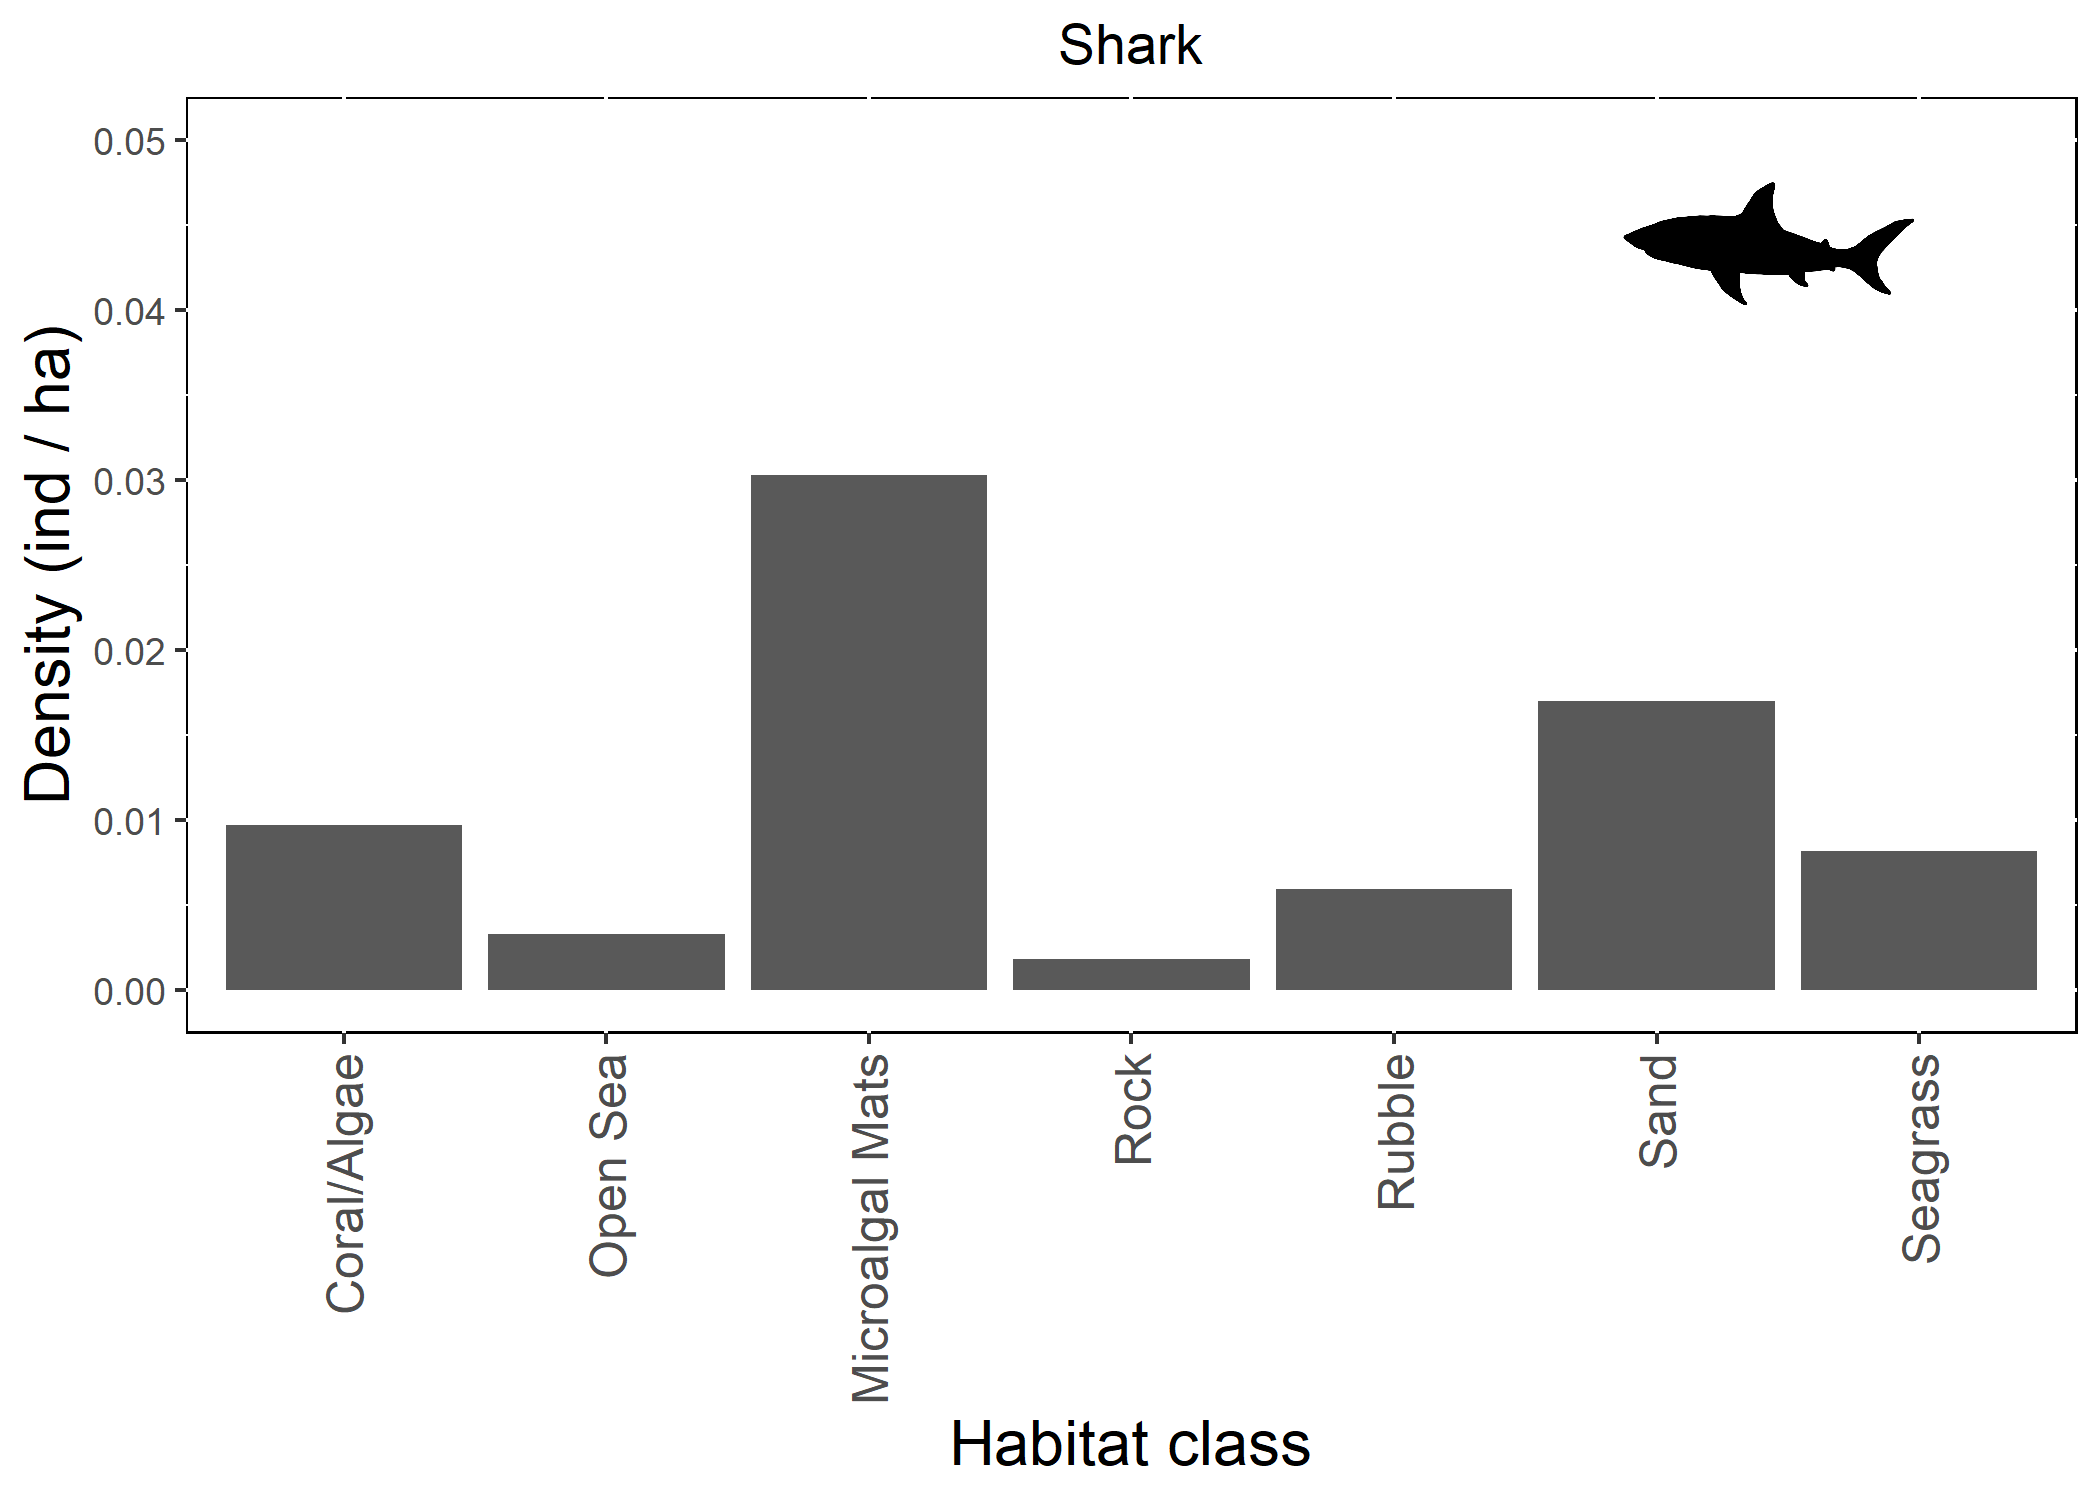 Shark
Density (ind / ha)
0.05
0.04
0.03
0.02
0.01
0.00
Coral/Algae
Open Sea
Microalgal Mats
Rock
Rubble
Sand
Seagrass
Habitat class